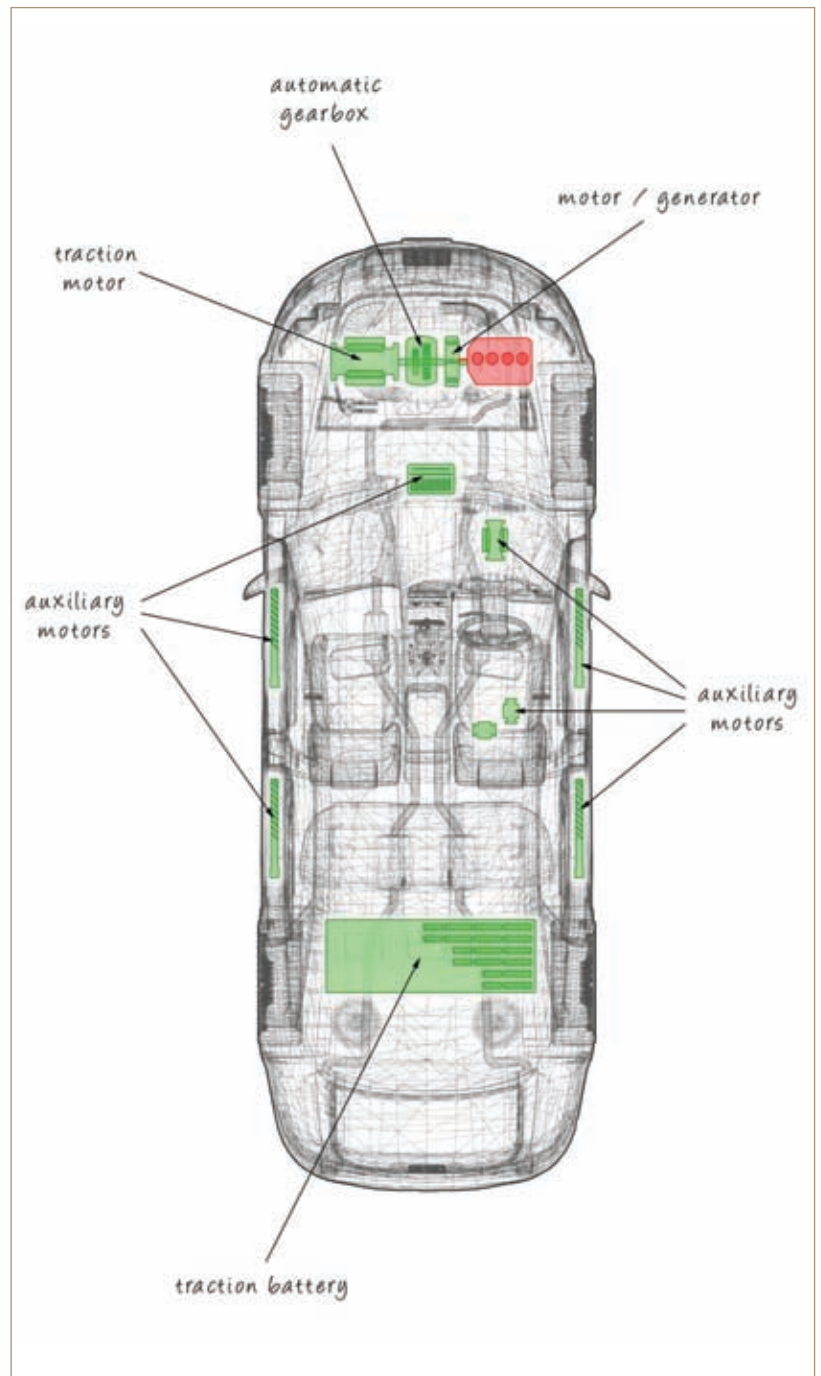 automatic
gearbox
motor / generator
traction
motor
auxiliary
motors
auxiliary
motors
traction battery